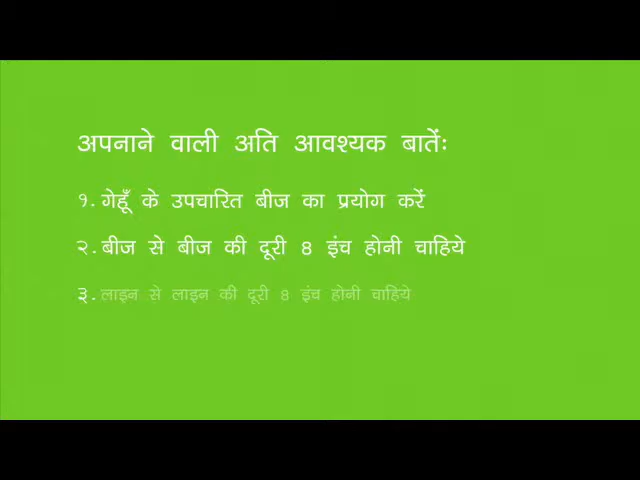 अपनाने वाली अति आवश्यक बातें:
१. गेहूँ के उपचारित बीज का प्रयोग करें
२. बीज से बीज की दूरी 8 इंच होनी चाहिये
३. लाइन से लाइन की दूरी 8 इंच होनी चाहिये